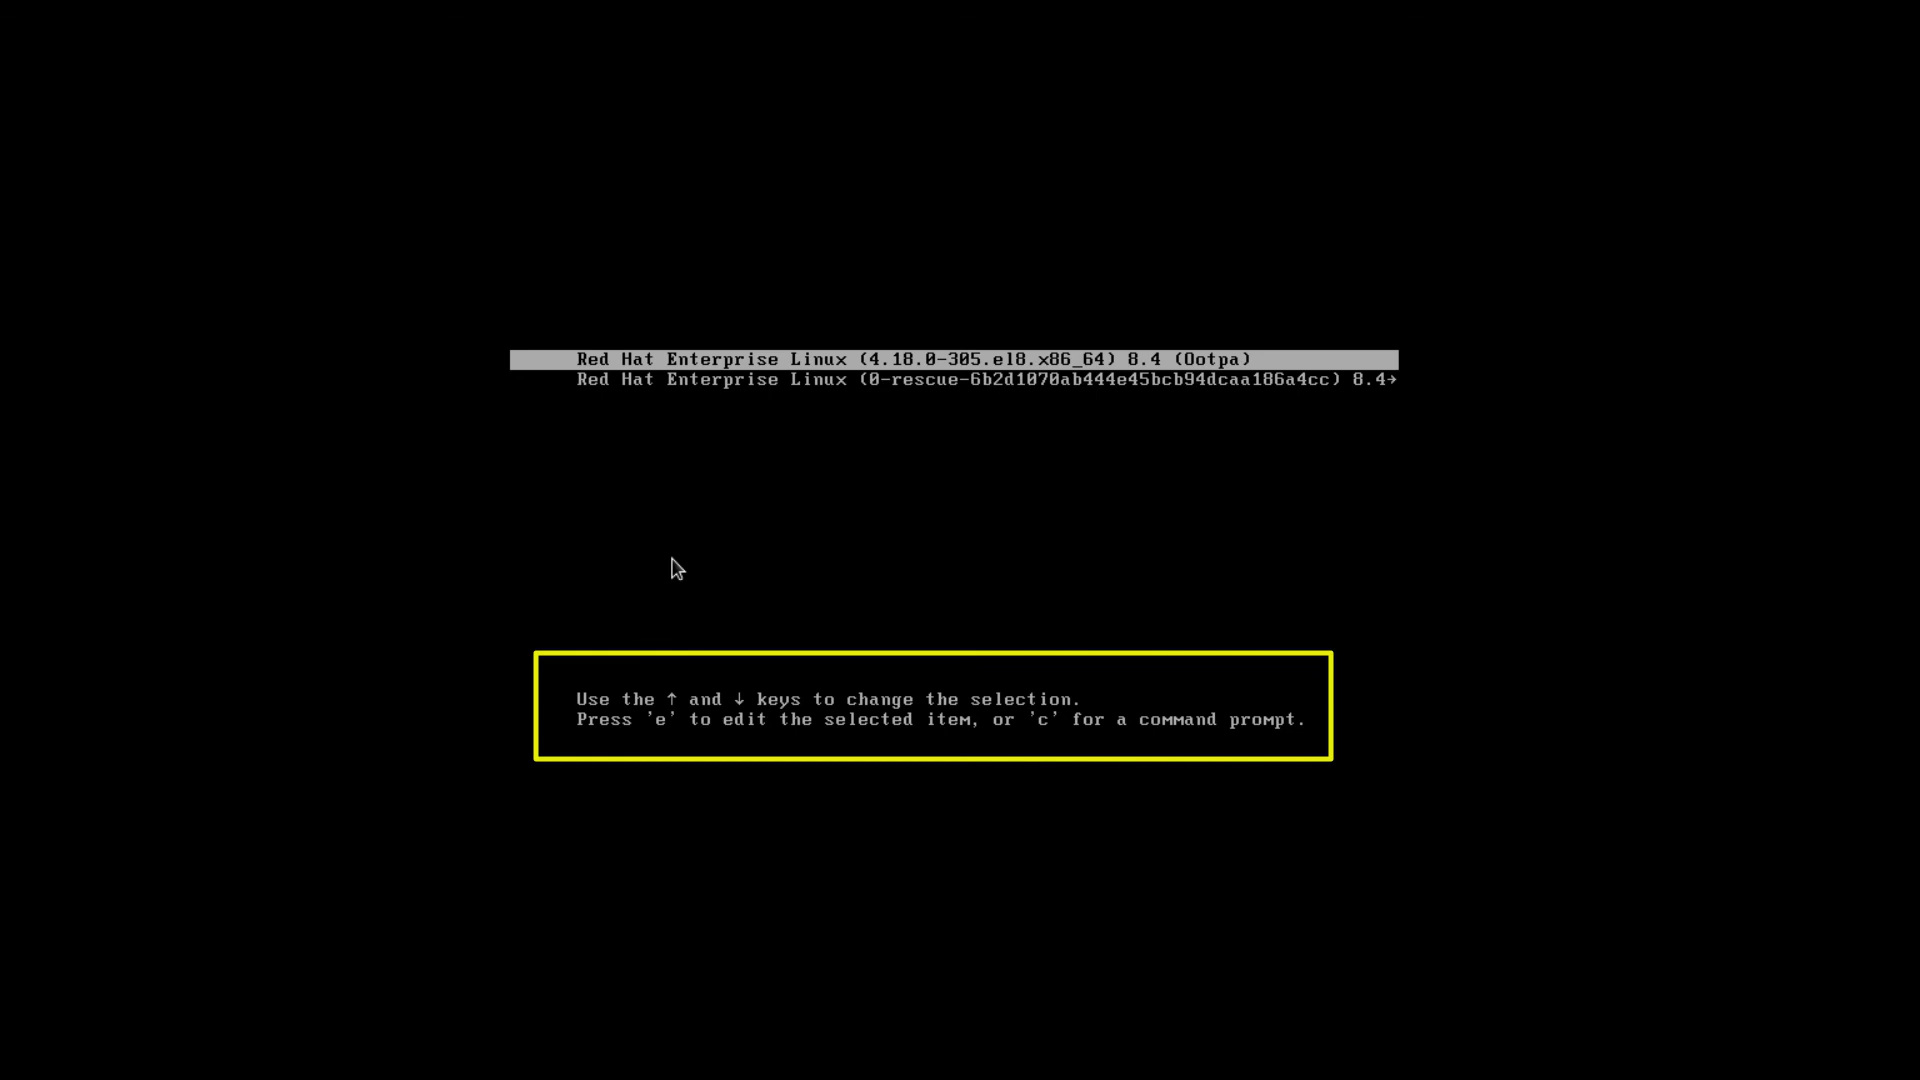 Red Hat Enterprise Linux (4.18.0-305.el8.x86_64) 8.4 (Ootpa)
Red Hat Enterprise Linux (0-rescue-6b2d1070ab444e45bcb94dcaa186a4cc) 8.4→
Use the ↑ and ↓ keys to change the selection.
Press 'e' to edit the selected item, or 'c' for a command prompt.